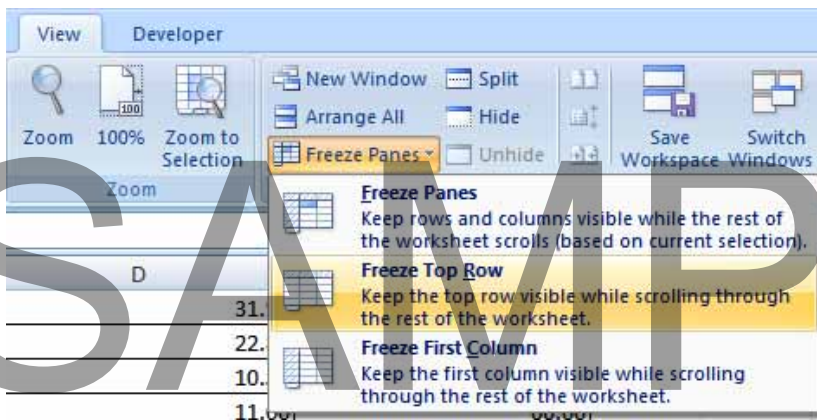 View Developer
New Window Split
Arrange All Hide
Freeze Panes Unhide
Zoom 100% Zoom to Selection
Save Workspace Switch Windows
Zoom
Freeze Panes
Keep rows and columns visible while the rest of
the worksheet scrolls (based on current selection).
Freeze Top Row
Keep the top row visible while scrolling through
the rest of the worksheet.
Freeze First Column
Keep the first column visible while scrolling
through the rest of the worksheet.
D
31.
22.
10.
SAMP